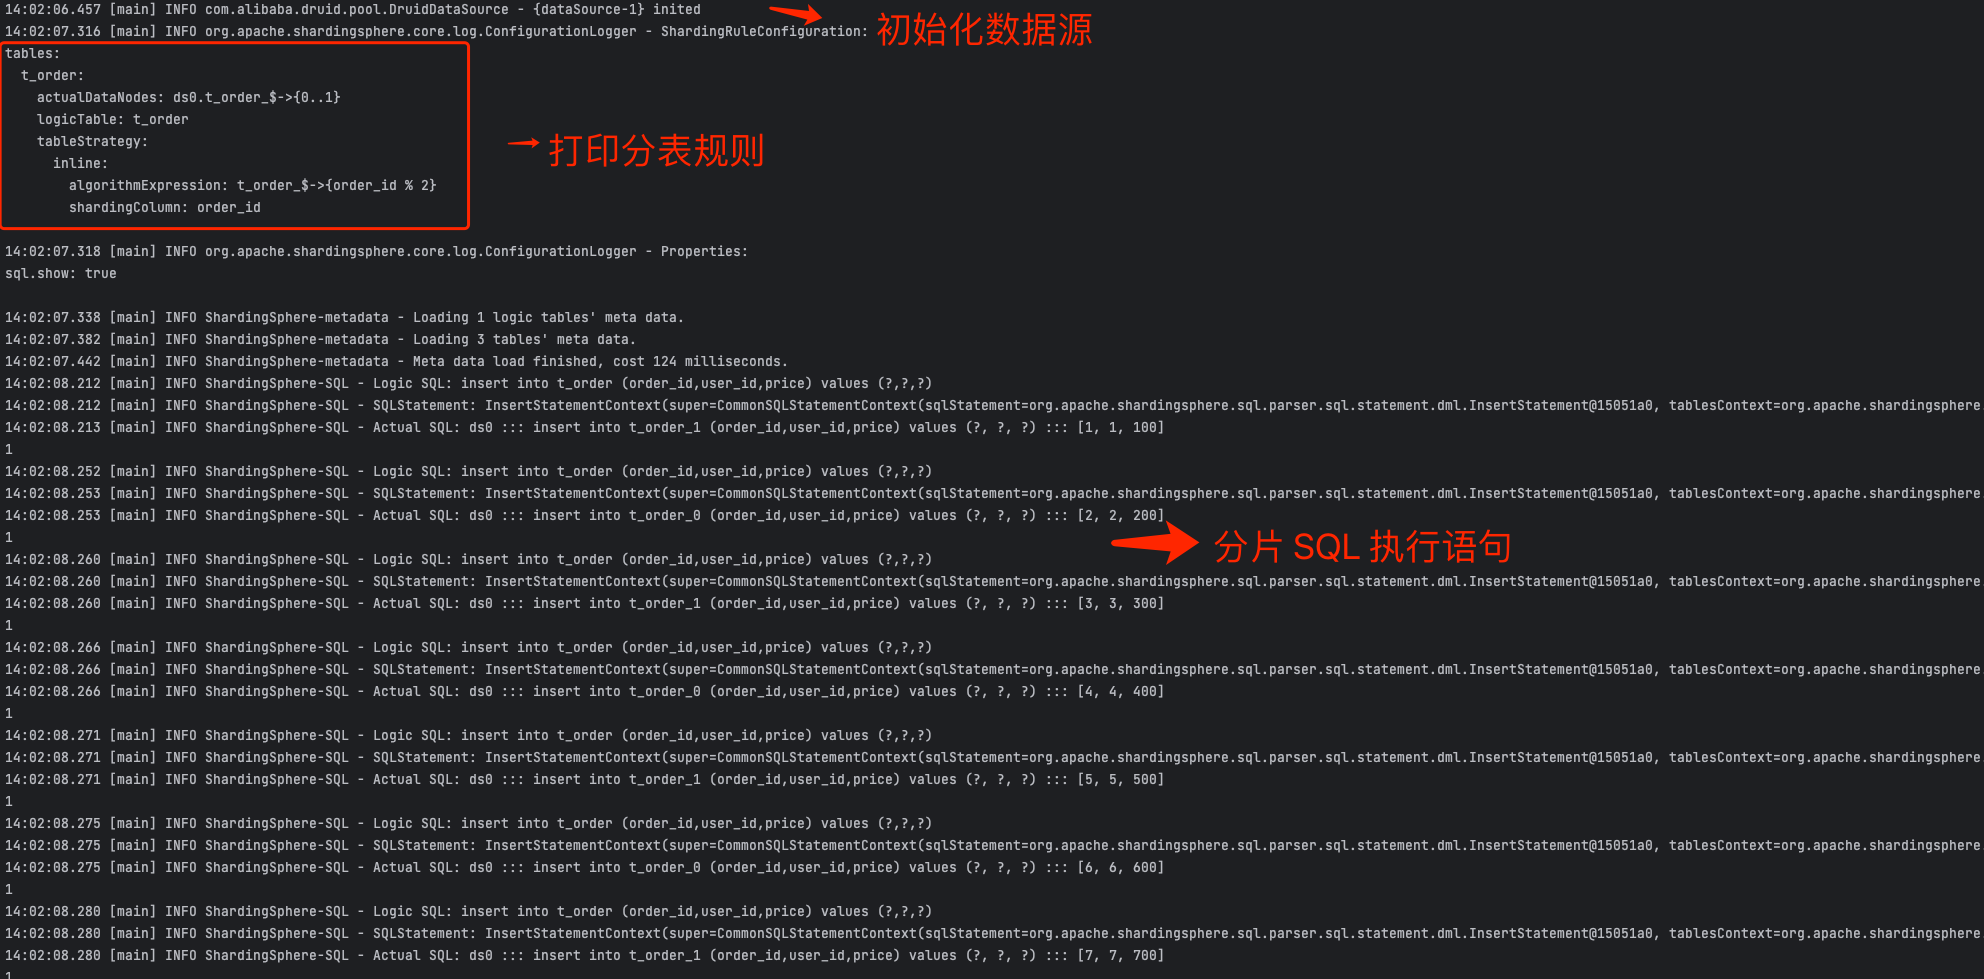 14:02:06.457 [main] INFO com.alibaba.druid.pool.DruidDataSource - {dataSource-1} inited
14:02:07.316 [main] INFO org.apache.shardingsphere.core.log.ConfigurationLogger - ShardingRuleConfiguration:
初始化数据源
tables:
  t_order:
    actualDataNodes: ds0.t_order_$->{0..1}
    logicTable: t_order
    tableStrategy:
打印分表规则
      inline:
        algorithmExpression: t_order_$->{order_id % 2}
        shardingColumn: order_id
14:02:07.318 [main] INFO org.apache.shardingsphere.core.log.ConfigurationLogger - Properties:
sql.show: true
14:02:07.338 [main] INFO ShardingSphere-metadata - Loading 1 logic tables' meta data.
14:02:07.382 [main] INFO ShardingSphere-metadata - Loading 3 tables' meta data.
14:02:07.442 [main] INFO ShardingSphere-metadata - Meta data load finished, cost 124 milliseconds.
14:02:08.212 [main] INFO ShardingSphere-SQL - Logic SQL: insert into t_order (order_id,user_id,price) values (?,?,?)
14:02:08.212 [main] INFO ShardingSphere-SQL - SQLStatement: InsertStatementContext(super=CommonSQLStatementContext(sqlStatement=org.apache.shardingsphere.sql.parser.sql.statement.dml.InsertStatement@15051a0, tablesContext=org.apache.shardingsphere.
14:02:08.213 [main] INFO ShardingSphere-SQL - Actual SQL: ds0 ::: insert into t_order_1 (order_id,user_id,price) values (?, ?, ?) ::: [1, 1, 100]
1
14:02:08.252 [main] INFO ShardingSphere-SQL - Logic SQL: insert into t_order (order_id,user_id,price) values (?,?,?)
14:02:08.253 [main] INFO ShardingSphere-SQL - SQLStatement: InsertStatementContext(super=CommonSQLStatementContext(sqlStatement=org.apache.shardingsphere.sql.parser.sql.statement.dml.InsertStatement@15051a0, tablesContext=org.apache.shardingsphere.
14:02:08.253 [main] INFO ShardingSphere-SQL - Actual SQL: ds0 ::: insert into t_order_0 (order_id,user_id,price) values (?, ?, ?) ::: [2, 2, 200]
1
分片 SQL 执行语句
14:02:08.260 [main] INFO ShardingSphere-SQL - Logic SQL: insert into t_order (order_id,user_id,price) values (?,?,?)
14:02:08.260 [main] INFO ShardingSphere-SQL - SQLStatement: InsertStatementContext(super=CommonSQLStatementContext(sqlStatement=org.apache.shardingsphere.sql.parser.sql.statement.dml.InsertStatement@15051a0, tablesContext=org.apache.shardingsphere.
14:02:08.260 [main] INFO ShardingSphere-SQL - Actual SQL: ds0 ::: insert into t_order_1 (order_id,user_id,price) values (?, ?, ?) ::: [3, 3, 300]
1
14:02:08.266 [main] INFO ShardingSphere-SQL - Logic SQL: insert into t_order (order_id,user_id,price) values (?,?,?)
14:02:08.266 [main] INFO ShardingSphere-SQL - SQLStatement: InsertStatementContext(super=CommonSQLStatementContext(sqlStatement=org.apache.shardingsphere.sql.parser.sql.statement.dml.InsertStatement@15051a0, tablesContext=org.apache.shardingsphere.
14:02:08.266 [main] INFO ShardingSphere-SQL - Actual SQL: ds0 ::: insert into t_order_0 (order_id,user_id,price) values (?, ?, ?) ::: [4, 4, 400]
1
14:02:08.271 [main] INFO ShardingSphere-SQL - Logic SQL: insert into t_order (order_id,user_id,price) values (?,?,?)
14:02:08.271 [main] INFO ShardingSphere-SQL - SQLStatement: InsertStatementContext(super=CommonSQLStatementContext(sqlStatement=org.apache.shardingsphere.sql.parser.sql.statement.dml.InsertStatement@15051a0, tablesContext=org.apache.shardingsphere.
14:02:08.271 [main] INFO ShardingSphere-SQL - Actual SQL: ds0 ::: insert into t_order_1 (order_id,user_id,price) values (?, ?, ?) ::: [5, 5, 500]
1
14:02:08.275 [main] INFO ShardingSphere-SQL - Logic SQL: insert into t_order (order_id,user_id,price) values (?,?,?)
14:02:08.275 [main] INFO ShardingSphere-SQL - SQLStatement: InsertStatementContext(super=CommonSQLStatementContext(sqlStatement=org.apache.shardingsphere.sql.parser.sql.statement.dml.InsertStatement@15051a0, tablesContext=org.apache.shardingsphere.
14:02:08.275 [main] INFO ShardingSphere-SQL - Actual SQL: ds0 ::: insert into t_order_0 (order_id,user_id,price) values (?, ?, ?) ::: [6, 6, 600]
1
14:02:08.280 [main] INFO ShardingSphere-SQL - Logic SQL: insert into t_order (order_id,user_id,price) values (?,?,?)
14:02:08.280 [main] INFO ShardingSphere-SQL - SQLStatement: InsertStatementContext(super=CommonSQLStatementContext(sqlStatement=org.apache.shardingsphere.sql.parser.sql.statement.dml.InsertStatement@15051a0, tablesContext=org.apache.shardingsphere.
14:02:08.280 [main] INFO ShardingSphere-SQL - Actual SQL: ds0 ::: insert into t_order_1 (order_id,user_id,price) values (?, ?, ?) ::: [7, 7, 700]
1